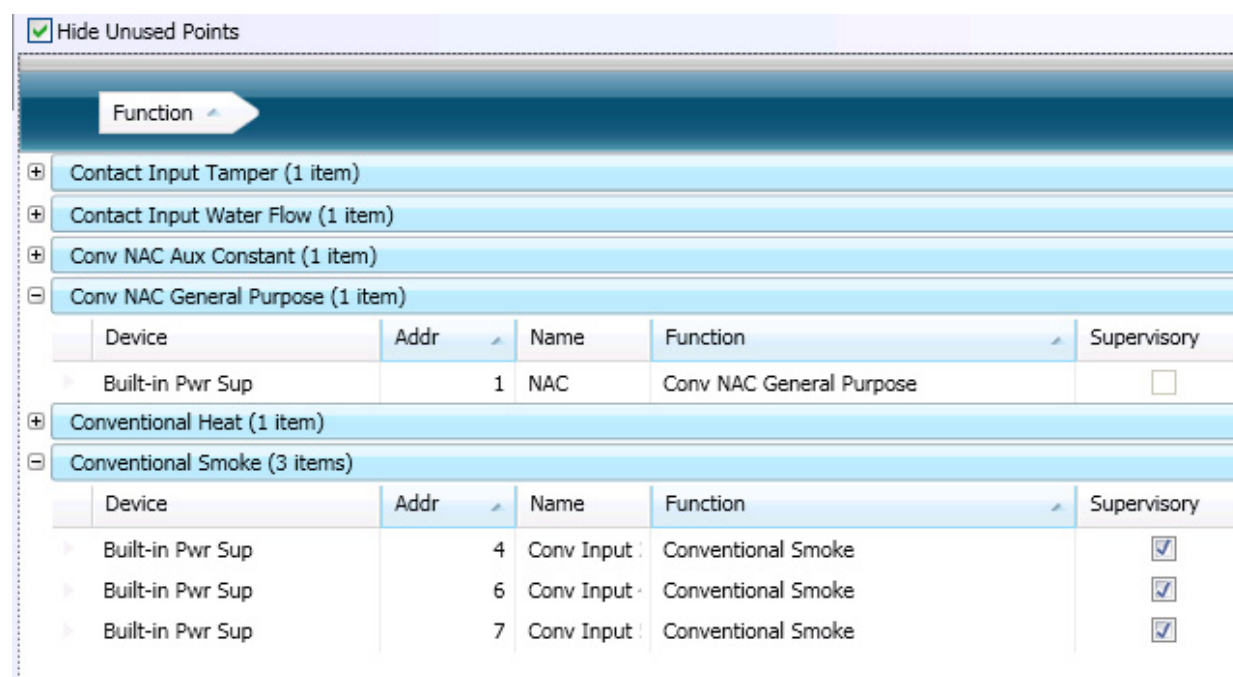 Hide Unused Points
Function
Contact Input Tamper (1 item)
Contact Input Water Flow (1 item)
Conv NAC Aux Constant (1 item)
Conv NAC General Purpose (1 item)
Device Addr Name Function Supervisory
Built-in Pwr Sup 1 NAC Conv NAC General Purpose
Conventional Heat (1 item)
Conventional Smoke (3 items)
Device Addr Name Function Supervisory
Built-in Pwr Sup 4 Conv Input Conventional Smoke
Built-in Pwr Sup 6 Conv Input Conventional Smoke
Built-in Pwr Sup 7 Conv Input Conventional Smoke